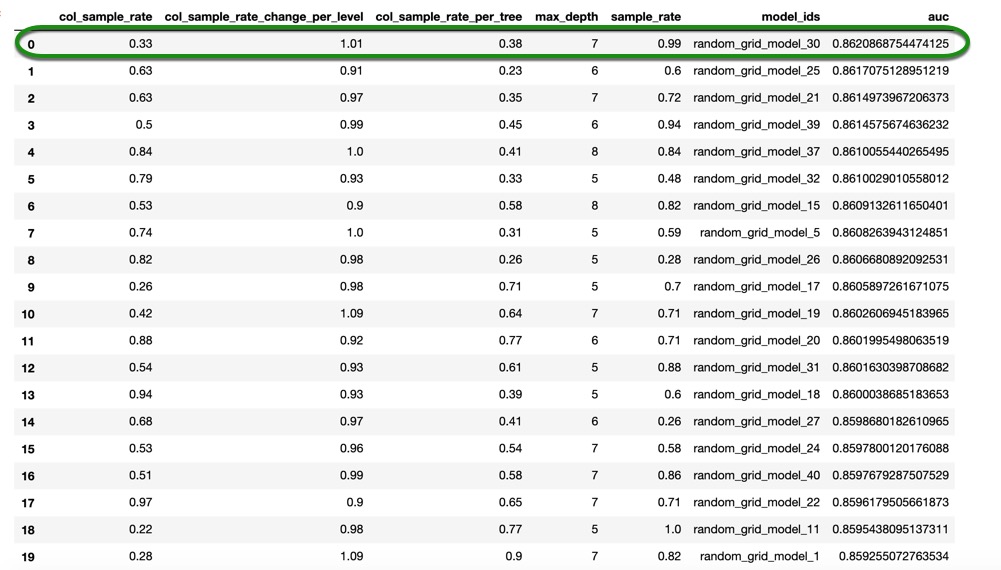 col_sample_rate col_sample_rate_change_per_level col_sample_rate_per_tree max_depth sample_rate model_ids auc
0 0.33 1.01 0.38 7 0.99 random_grid_model_30 0.8620868754474125
1 0.63 0.91 0.23 6 0.6 random_grid_model_25 0.8617075128951219
2 0.63 0.97 0.35 7 0.72 random_grid_model_21 0.8614973967206373
3 0.5 0.99 0.45 6 0.94 random_grid_model_39 0.8614575674636232
4 0.84 1.0 0.41 8 0.84 random_grid_model_37 0.8610055440265495
5 0.79 0.93 0.33 5 0.48 random_grid_model_32 0.8610029010558012
6 0.53 0.9 0.58 8 0.82 random_grid_model_15 0.8609132611650401
7 0.74 1.0 0.31 5 0.59 random_grid_model_5 0.8608263943124851
8 0.82 0.98 0.26 5 0.28 random_grid_model_26 0.8606680892092531
9 0.26 0.98 0.71 5 0.7 random_grid_model_17 0.8605897261671075
10 0.42 1.09 0.64 7 0.71 random_grid_model_19 0.8602606945183965
11 0.88 0.92 0.77 6 0.71 random_grid_model_20 0.8601995498063519
12 0.54 0.93 0.61 5 0.88 random_grid_model_31 0.8601630398708682
13 0.94 0.93 0.39 5 0.6 random_grid_model_18 0.8600038685183653
14 0.68 0.97 0.41 6 0.26 random_grid_model_27 0.8598680182610965
15 0.53 0.96 0.54 7 0.58 random_grid_model_24 0.8597800120176088
16 0.51 0.99 0.58 7 0.86 random_grid_model_40 0.8597679287507529
17 0.97 0.9 0.65 7 0.71 random_grid_model_22 0.8596179505661873
18 0.22 0.98 0.77 5 1.0 random_grid_model_11 0.8595438095137311
19 0.28 1.09 0.9 7 0.82 random_grid_model_1 0.859255072763534